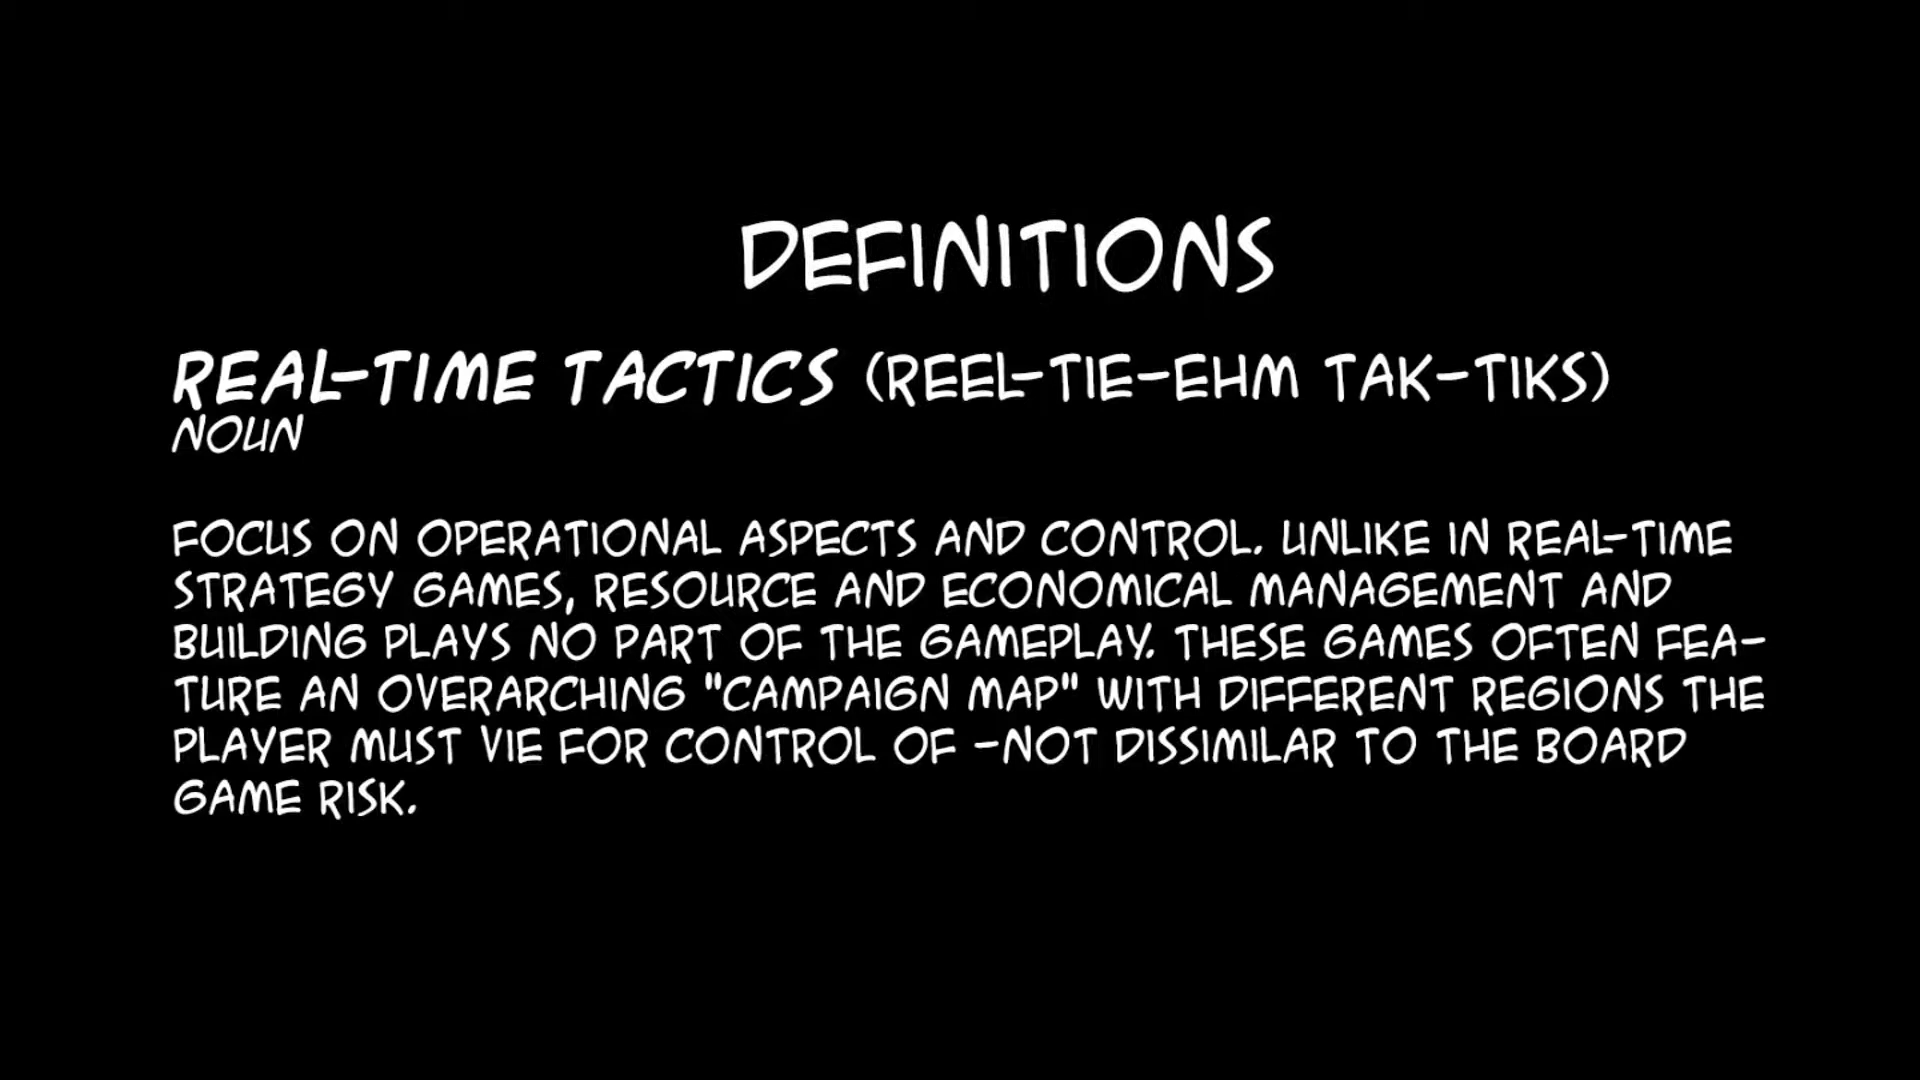 DEFINITIONS
REAL-TIME TACTICS (REEL-TIE-EHM TAK-TIKS)
NOUN
FOCUS ON OPERATIONAL ASPECTS AND CONTROL. UNLIKE IN REAL-TIME
STRATEGY GAMES, RESOURCE AND ECONOMICAL MANAGEMENT AND
BUILDING PLAYS NO PART OF THE GAMEPLAY. THESE GAMES OFTEN FEA-
TURE AN OVERARCHING "CAMPAIGN MAP" WITH DIFFERENT REGIONS THE
PLAYER MUST VIE FOR CONTROL OF -NOT DISSIMILAR TO THE BOARD
GAME RISK.